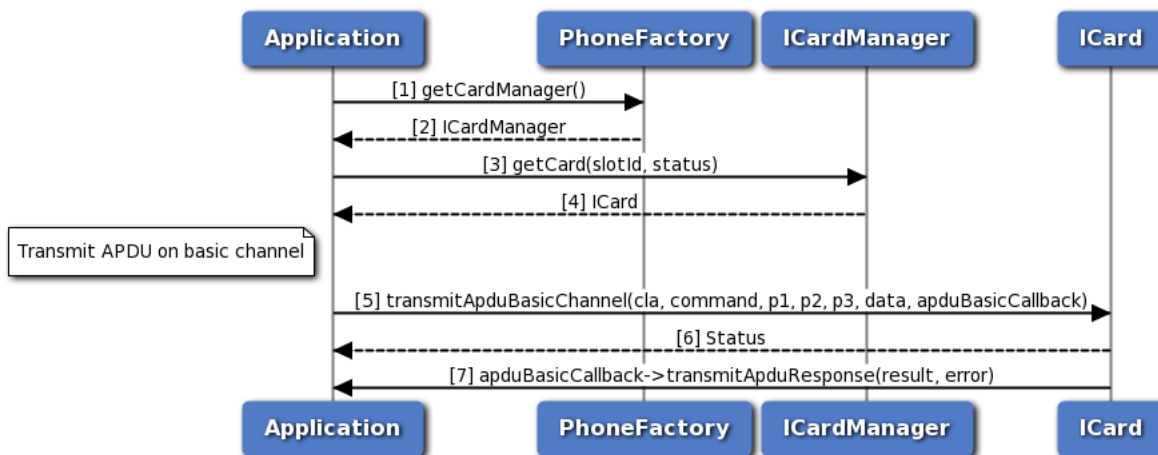 Application PhoneFactory ICardManager ICard
[1] getCardManager()
[2] ICardManager
[3] getCard(slotId, status)
[4] ICard
Transmit APDU on basic channel
[5] transmitApduBasicChannel(cla, command, p1, p2, p3, data, apduBasicCallback)
[6] Status
[7] apduBasicCallback->transmitApduResponse(result, error)
Application PhoneFactory ICardManager ICard